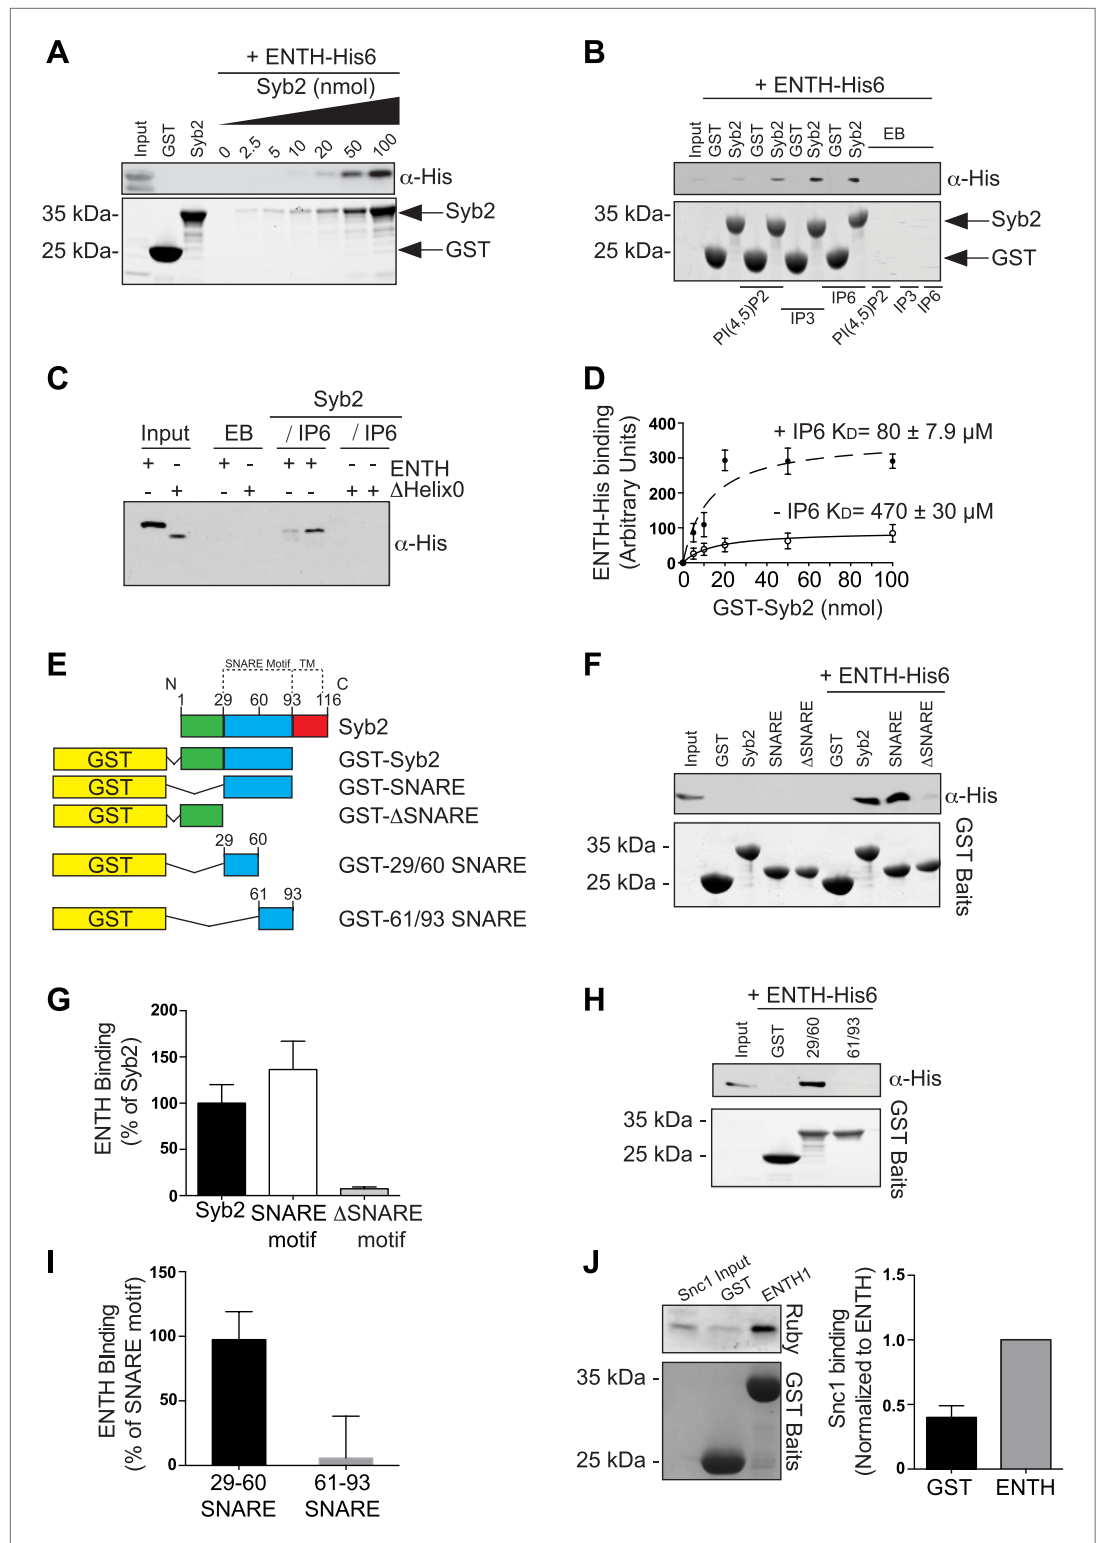 A
+ ENTH-His6
Syb2 (nmol)
Input
GST
Syb2
0
2.5
5
10
20
50
100
α-His
35 kDa-
Syb2
25 kDa-
GST
B
+ ENTH-His6
Input
GST
Syb2
GST
Syb2
GST
Syb2
GST
Syb2
EB
α-His
35 kDa-
Syb2
25 kDa-
GST
PI(4,5)P2
IP3
IP6
PI(4,5)P2
IP3
IP6
C
Syb2
Input EB / IP6 / IP6
+ - + - + + - - ENTH
- + - + - - + + ΔHelix0
α-His
D
ENTH-His binding
(Arbitrary Units)
400
300
200
100
0
+ IP6 KD= 80 ± 7.9 μM
- IP6 KD= 470 ± 30 μM
0 20 40 60 80 100
GST-Syb2 (nmol)
E
SNARE Motif TM
N C
1 29 60 93 116
Syb2
GST GST-Syb2
GST GST-SNARE
GST GST-ΔSNARE
29 60
GST GST-29/60 SNARE
61 93
GST GST-61/93 SNARE
F
+ ENTH-His6
Input
GST
Syb2
SNARE
ΔSNARE
GST
Syb2
SNARE
ΔSNARE
α-His
35 kDa -
25 kDa -
GST Baits
G
ENTH Binding
(% of Syb2)
200
150
100
50
0
Syb2 SNARE ΔSNARE
motif motif
H
+ ENTH-His6
Input
GST
29/60
61/93
α-His
35 kDa -
25 kDa -
GST Baits
I
ENTH BInding
(% of SNARE motif)
150
100
50
0
29-60 61-93
SNARE SNARE
J
Snc1 Input
GST
ENTH1
Ruby
35 kDa -
25 kDa -
GST Baits
Snc1 binding
(Normalized to ENTH)
1.5
1.0
0.5
0
GST ENTH